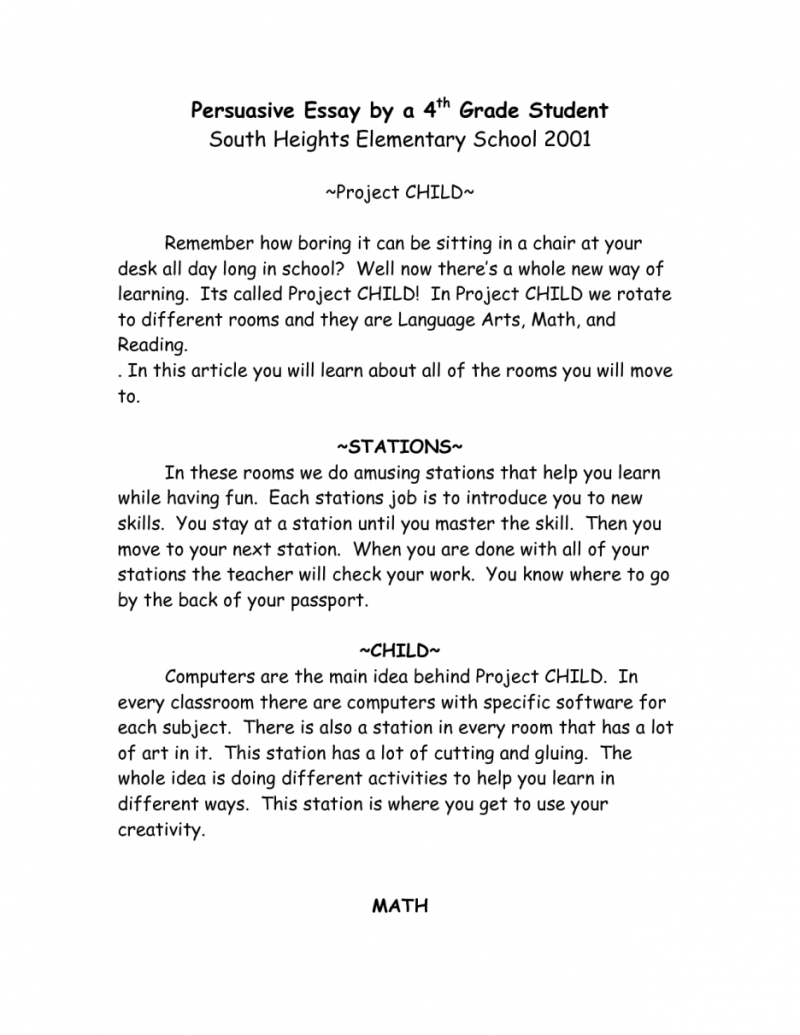 Persuasive Essay by a 4th Grade Student
South Heights Elementary School 2001
~Project CHILD~
Remember how boring it can be sitting in a chair at your
desk all day long in school?  Well now there's a whole new way of
learning.  Its called Project CHILD!  In Project CHILD we rotate
to different rooms and they are Language Arts, Math, and
Reading.
. In this article you will learn about all of the rooms you will move
to.
~STATIONS~
In these rooms we do amusing stations that help you learn
while having fun.  Each stations job is to introduce you to new
skills.  You stay at a station until you master the skill.  Then you
move to your next station.  When you are done with all of your
stations the teacher will check your work.  You know where to go
by the back of your passport.
~CHILD~
Computers are the main idea behind Project CHILD.  In
every classroom there are computers with specific software for
each subject.  There is also a station in every room that has a lot
of art in it.  This station has a lot of cutting and gluing.  The
whole idea is doing different activities to help you learn in
different ways.  This station is where you get to use your
creativity.
MATH